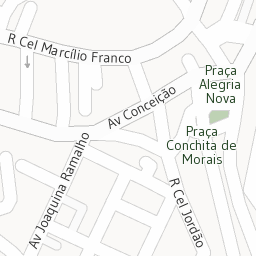 R Cel Marcílio Franco
Praça
Alegria
Nova
Av Conceição
Praça
Conchita de
Morais
Av Joaquina Ramalho
R Cel Jordão